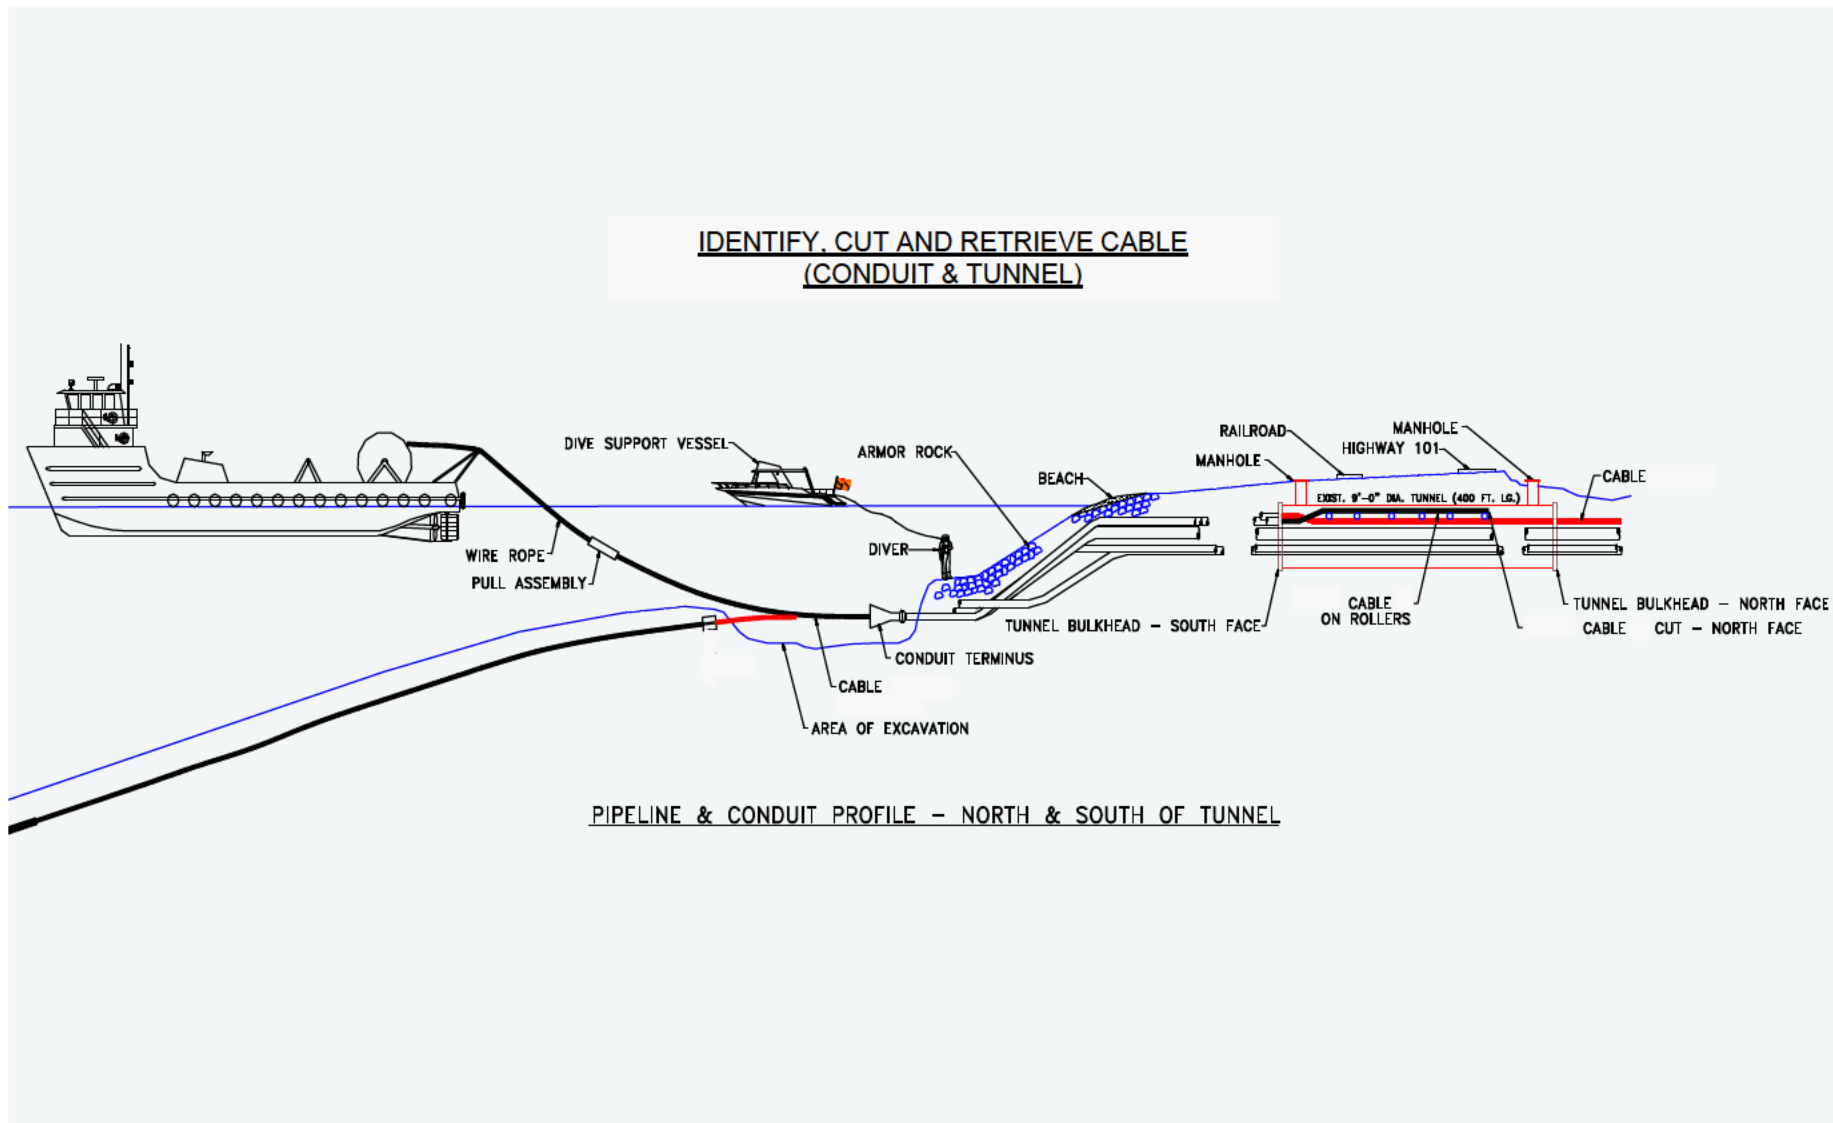 IDENTIFY, CUT AND RETRIEVE CABLE
(CONDUIT & TUNNEL)
DIVE SUPPORT VESSEL
ARMOR ROCK
BEACH
RAILROAD
MANHOLE
MANHOLE
HIGHWAY 101
CABLE
EXIST. 9'-0" DIA. TUNNEL (400 FT. LG.)
WIRE ROPE
PULL ASSEMBLY
DIVER
TUNNEL BULKHEAD - SOUTH FACE
CABLE
ON ROLLERS
TUNNEL BULKHEAD - NORTH FACE
CABLE CUT - NORTH FACE
CONDUIT TERMINUS
CABLE
AREA OF EXCAVATION
PIPELINE & CONDUIT PROFILE - NORTH & SOUTH OF TUNNEL